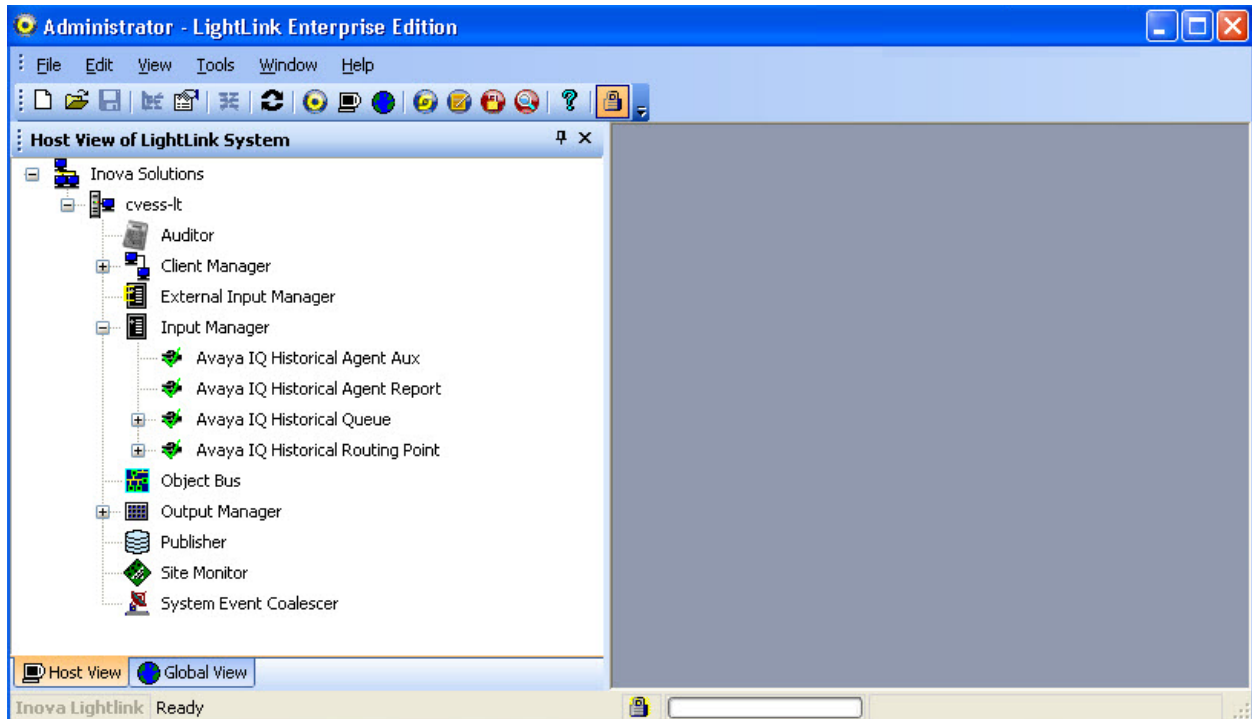 Administrator - LightLink Enterprise Edition
File Edit View Tools Window Help
Host View of LightLink System
Inova Solutions
cvess-lt
Auditor
Client Manager
External Input Manager
Input Manager
Avaya IQ Historical Agent Aux
Avaya IQ Historical Agent Report
Avaya IQ Historical Queue
Avaya IQ Historical Routing Point
Object Bus
Output Manager
Publisher
Site Monitor
System Event Coalescer
Host View Global View
Inova Lightlink Ready